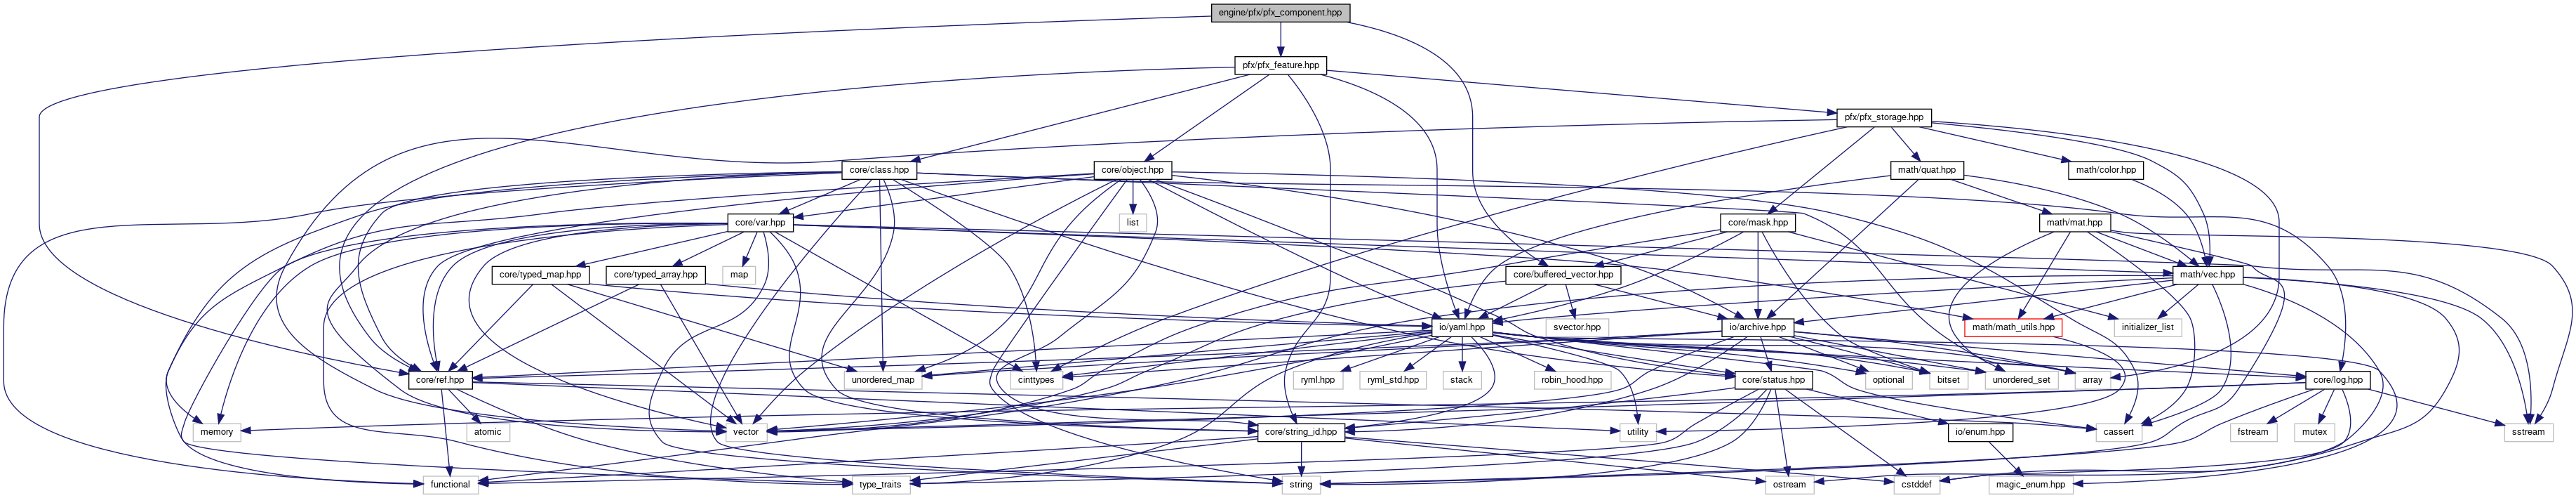 engine/pfx/pfx_component.hpp
pfx/pfx_feature.hpp
pfx/pfx_storage.hpp
core/class.hpp
core/object.hpp
math/quat.hpp
math/color.hpp
core/var.hpp
list
core/mask.hpp
math/mat.hpp
core/typed_map.hpp
core/typed_array.hpp
map
core/buffered_vector.hpp
math/vec.hpp
io/yaml.hpp
svector.hpp
io/archive.hpp
math/math_utils.hpp
initializer_list
core/ref.hpp
unordered_map
cinttypes
ryml.hpp
ryml_std.hpp
stack
robin_hood.hpp
core/status.hpp
optional
bitset
unordered_set
array
core/log.hpp
memory
atomic
vector
utility
core/string_id.hpp
io/enum.hpp
cassert
fstream
mutex
sstream
functional
type_traits
string
ostream
cstddef
magic_enum.hpp